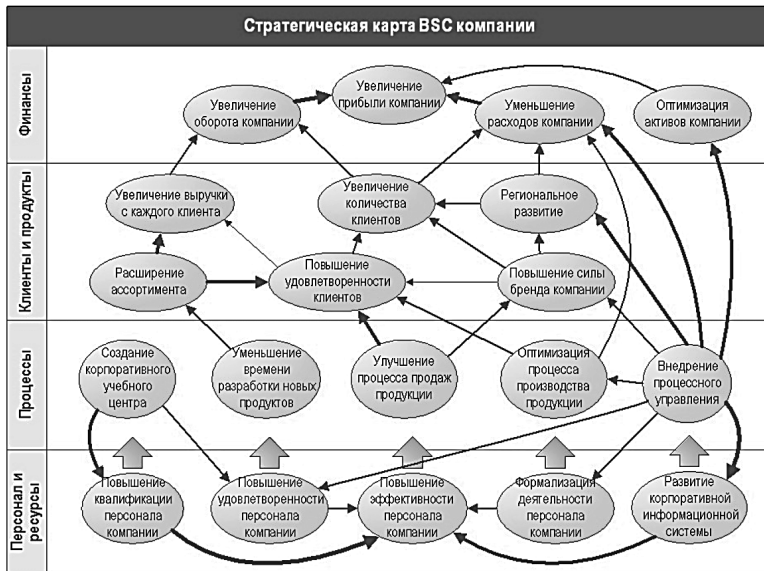 Стратегическая карта BSC компании
Финансы
Увеличение
оборота компании
Увеличение
прибыли компании
Уменьшение
расходов компании
Оптимизация
активов компании
Клиенты и продукты
Увеличение выручки
с каждого клиента
Увеличение
количества
клиентов
Региональное
развитие
Расширение
ассортимента
Повышение
удовлетворенности
клиентов
Повышение силы
бренда компании
Процессы
Создание
корпоративного
учебного
центра
Уменьшение
времени
разработки новых
продуктов
Улучшение
процесса продаж
продукции
Оптимизация
процесса
производства
продукции
Внедрение
процессного
управления
Персонал и
ресурсы
Повышение
квалификации
персонала
компании
Повышение
удовлетворенности
персонала
компании
Повышение
эффективности
персонала
компании
Формализация
деятельности
персонала
компании
Развитие
корпоративной
информационной
системы